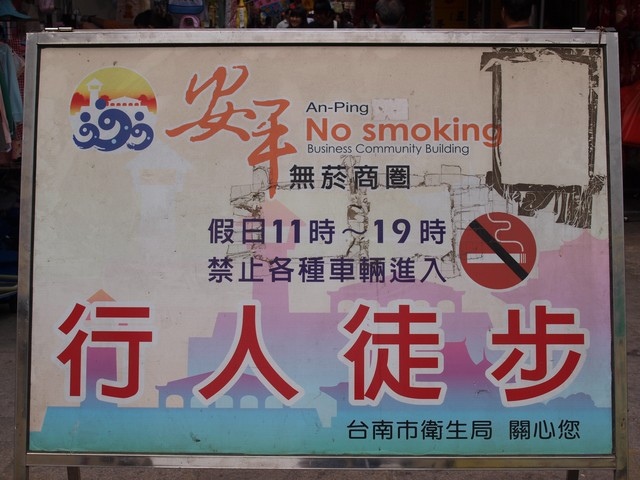 安平
An-Ping
No smoking
Business Community Building
無菸商圈
假日11時～19時
禁止各種車輛進入
行人徒步
台南市衛生局 關心您